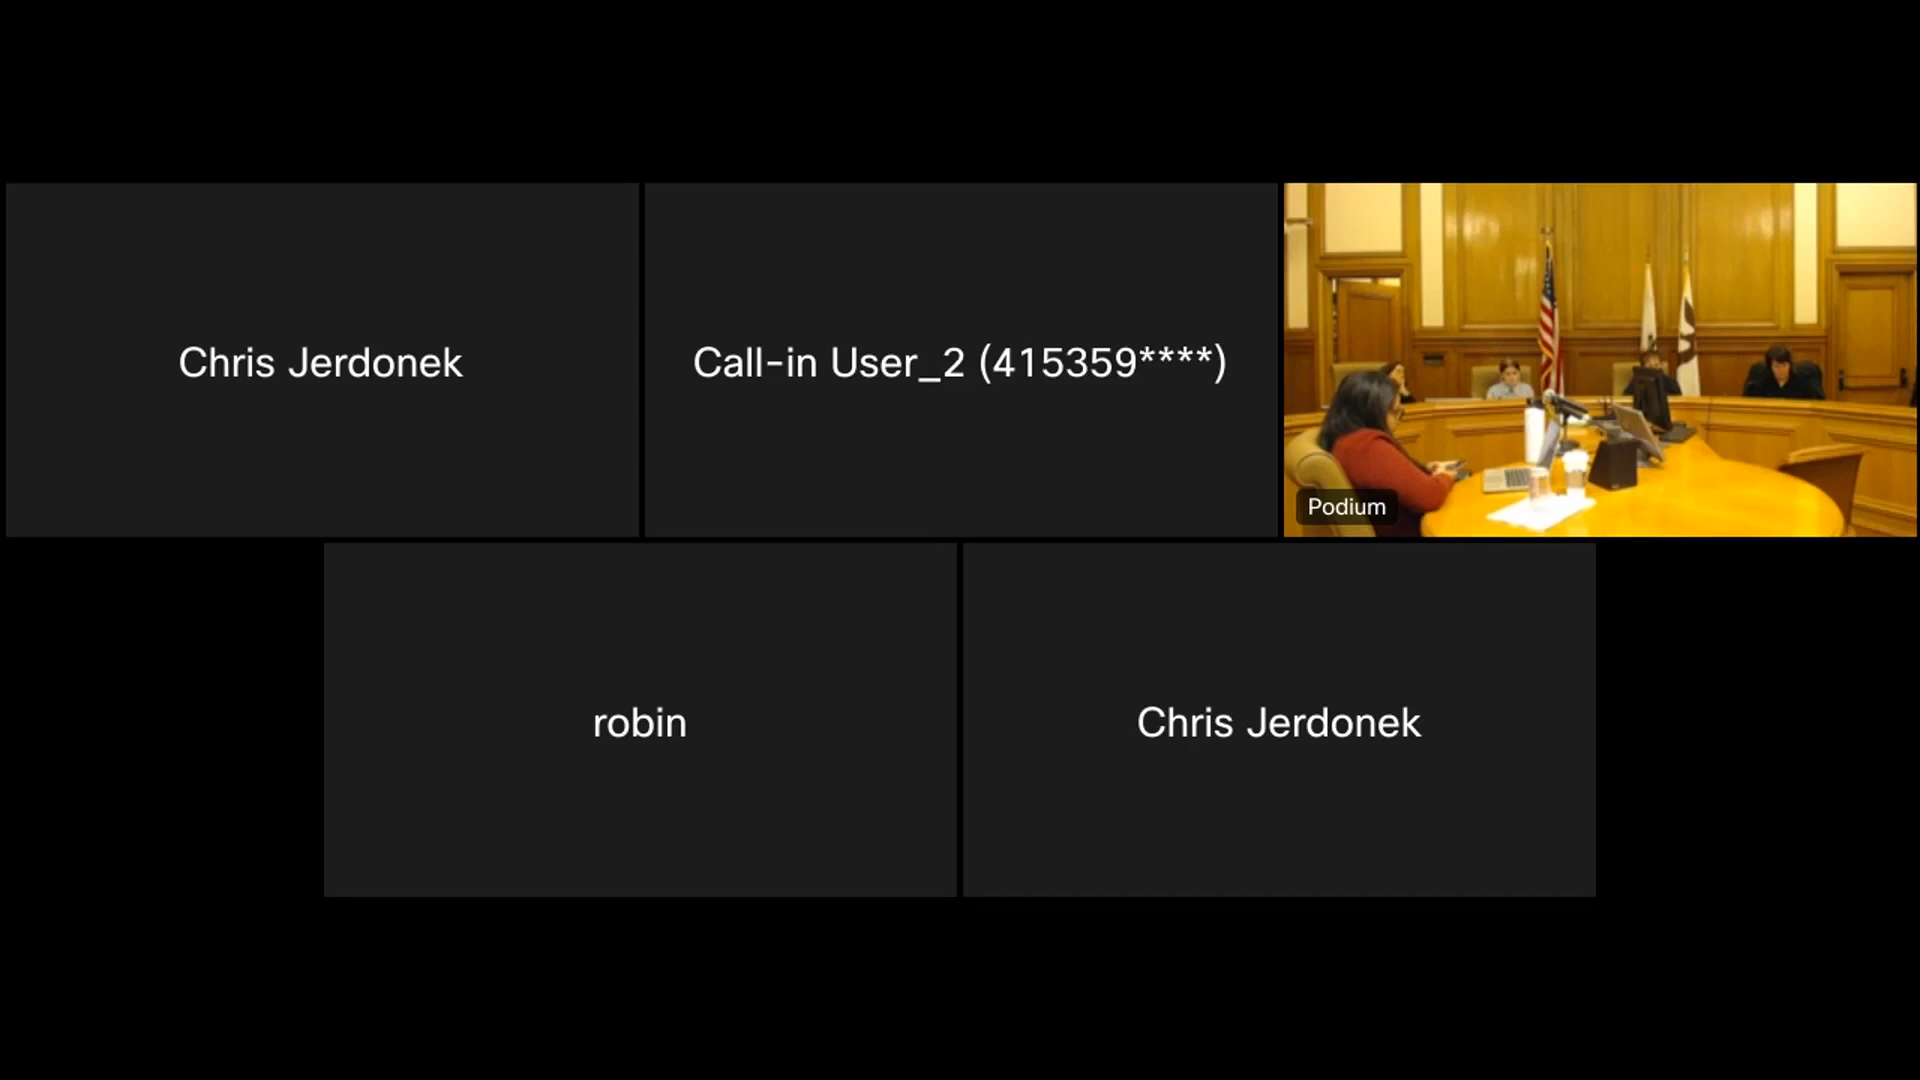 Chris Jerdonek
Call-in User_2 (415359****)
Podium
robin
Chris Jerdonek